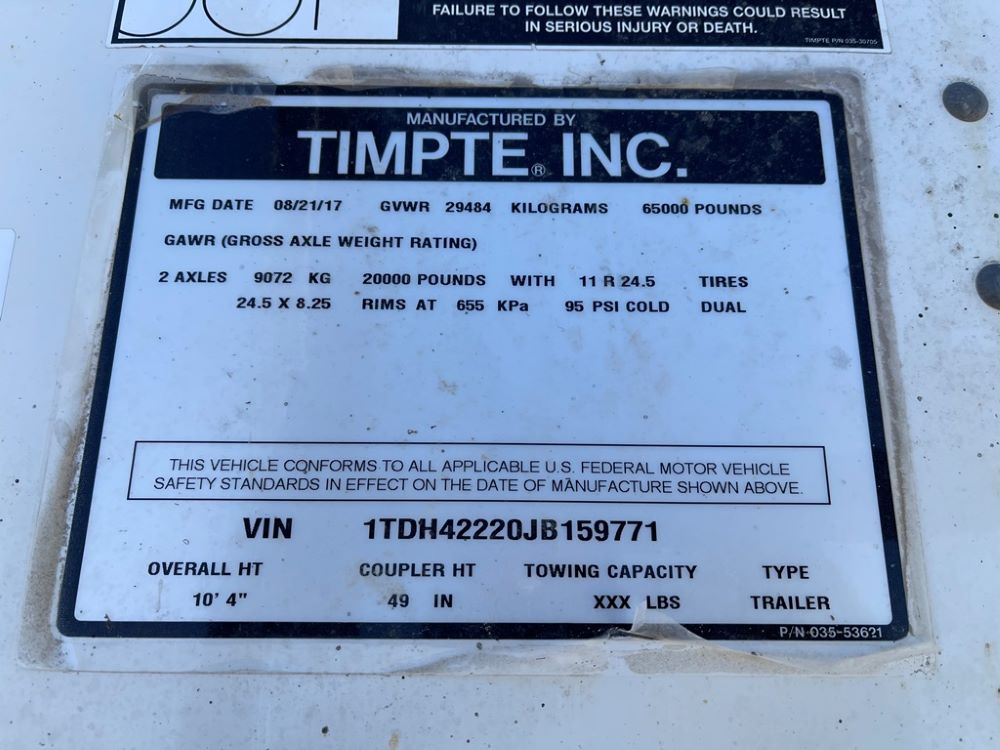 FAILURE TO FOLLOW THESE WARNINGS COULD RESULT
IN SERIOUS INJURY OR DEATH.
TIMPTE P/N 035-30705
MANUFACTURED BY
TIMPTE® INC.
MFG DATE 08/21/17 GVWR 29484 KILOGRAMS 65000 POUNDS
GAWR (GROSS AXLE WEIGHT RATING)
2 AXLES 9072 KG 20000 POUNDS WITH 11 R 24.5 TIRES
24.5 X 8.25 RIMS AT 655 KPa 95 PSI COLD DUAL
THIS VEHICLE CONFORMS TO ALL APPLICABLE U.S. FEDERAL MOTOR VEHICLE
SAFETY STANDARDS IN EFFECT ON THE DATE OF MANUFACTURE SHOWN ABOVE.
VIN 1TDH42220JB159771
OVERALL HT COUPLER HT TOWING CAPACITY TYPE
10' 4" 49 IN XXX LBS TRAILER
P/N 035-53621